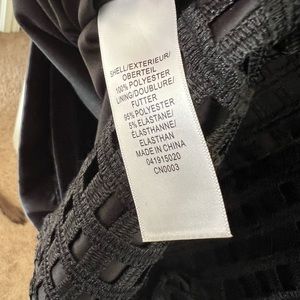 SHELL/EXTERIEUR/
OBERTEIL
100% POLYESTER
LINING/DOUBLURE/
FUTTER
95% POLYESTER
5% ELASTANE/
ELASTHANNE/
ELASTHAN
MADE IN CHINA
041915020
CN0003